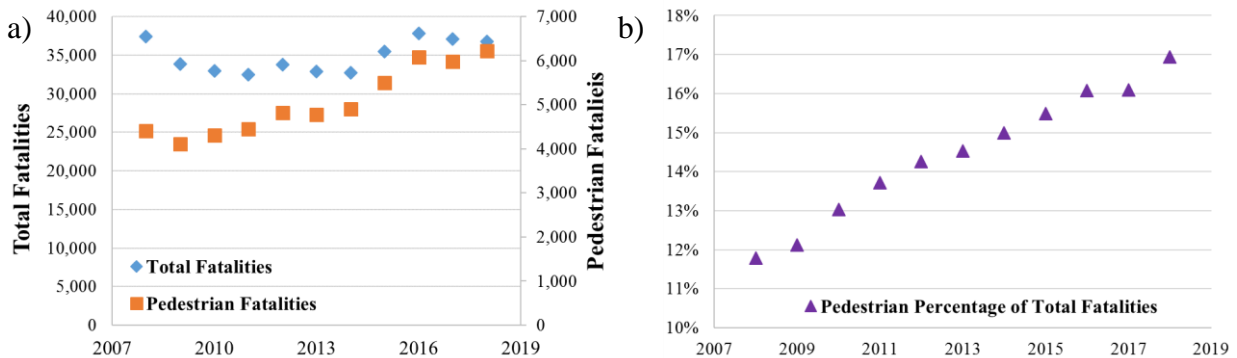 a)
40,000
35,000
30,000
25,000
20,000
15,000
10,000
5,000
0
Total Fatalities
Total Fatalities
Pedestrian Fatalities
2007 2010 2013 2016 2019
7,000
6,000
5,000
4,000
3,000
2,000
1,000
0
Pedestrian Fatalieis
b)
18%
17%
16%
15%
14%
13%
12%
11%
10%
Pedestrian Percentage of Total Fatalities
2007 2009 2011 2013 2015 2017 2019